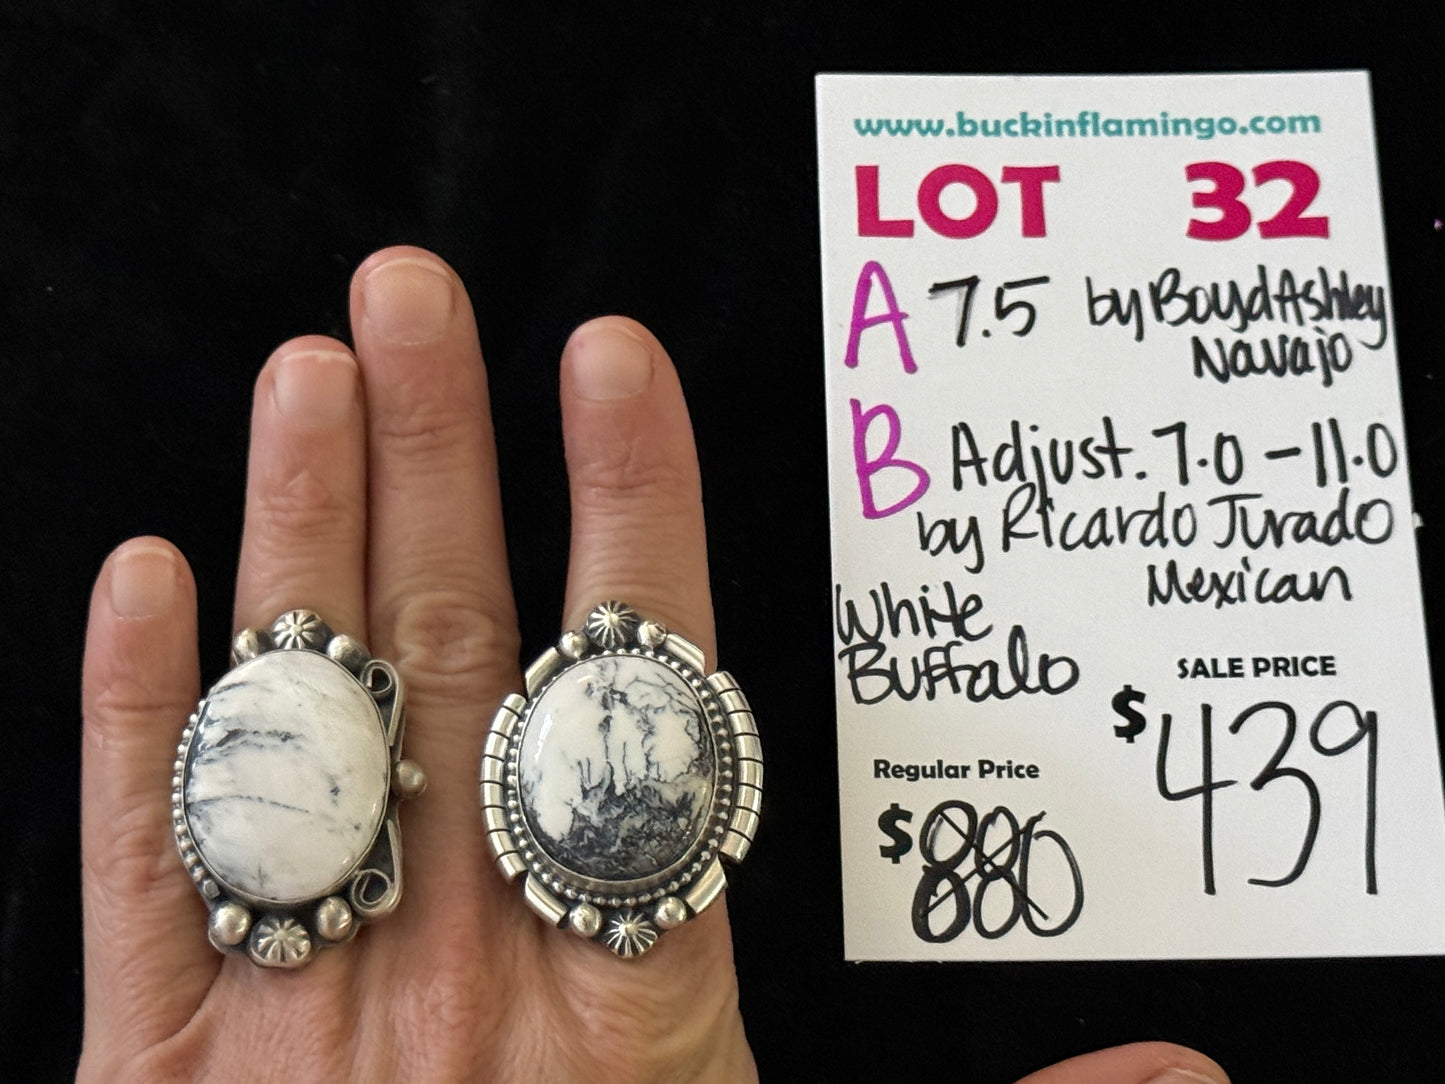 www.buckinflamingo.com
LOT 32
A 7.5 by Boyd Ashley
Navajo
B Adjust. 7.0 - 11.0
by Ricardo Jurado
Mexican
White
Buffalo
SALE PRICE
$ 439
Regular Price
$ 880